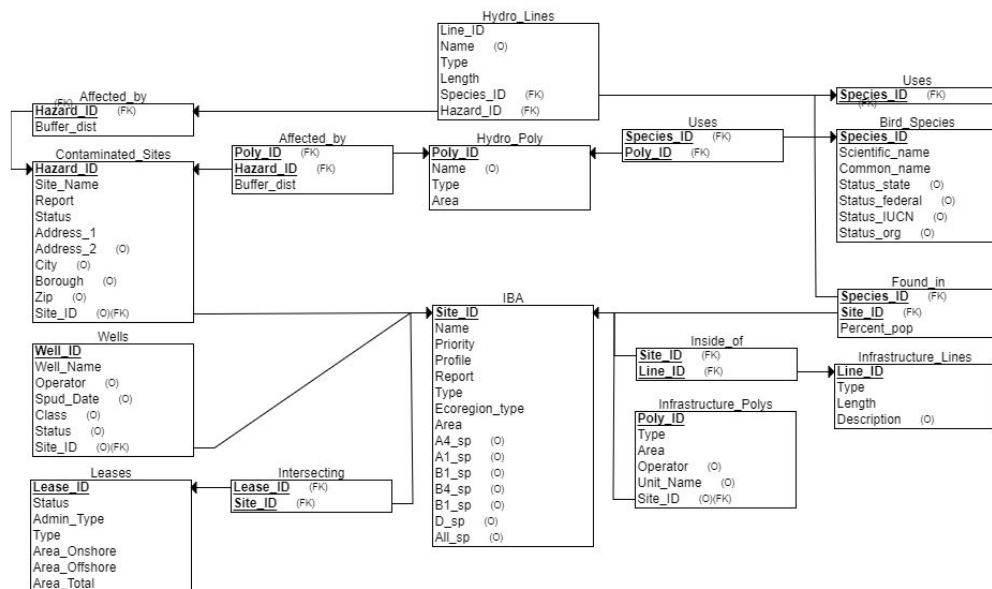 Hydro_Lines
Line_ID
Name (O)
Type
Length
Species_ID (FK)
Hazard_ID (FK)
Uses
Species_ID (FK)
(FK)
Affected_by
(FK)
Hazard_ID (FK)
Buffer_dist
Affected_by
Poly_ID (FK)
Hazard_ID (FK)
Buffer_dist
Hydro_Poly
Poly_ID
Name (O)
Type
Area
Uses
Species_ID (FK)
Poly_ID (FK)
Bird_Species
Species_ID
Scientific_name
Common_name
Status_state (O)
Status_federal (O)
Status_IUCN (O)
Status_org (O)
Contaminated_Sites
Hazard_ID
Site_Name
Report
Status
Address_1
Address_2 (O)
City (O)
Borough (O)
Zip (O)
Site_ID (O)(FK)
IBA
Site_ID
Name
Priority
Profile
Report
Type
Ecoregion_type
Area
A4_sp (O)
A1_sp (O)
B1_sp (O)
B4_sp (O)
B1_sp (O)
D_sp (O)
All_sp (O)
Found_in
Species_ID (FK)
Site_ID (FK)
Percent_pop
Wells
Well_ID
Well_Name
Operator (O)
Spud_Date (O)
Class (O)
Status (O)
Site_ID (O)(FK)
Inside_of
Site_ID (FK)
Line_ID (FK)
Infrastructure_Lines
Line_ID
Type
Length
Description (O)
Infrastructure_Polys
Poly_ID
Type
Area
Operator (O)
Unit_Name (O)
Site_ID (O)(FK)
Leases
Lease_ID
Status
Admin_Type
Type
Area_Onshore
Area_Offshore
Area_Total
Intersecting
Lease_ID (FK)
Site_ID (FK)